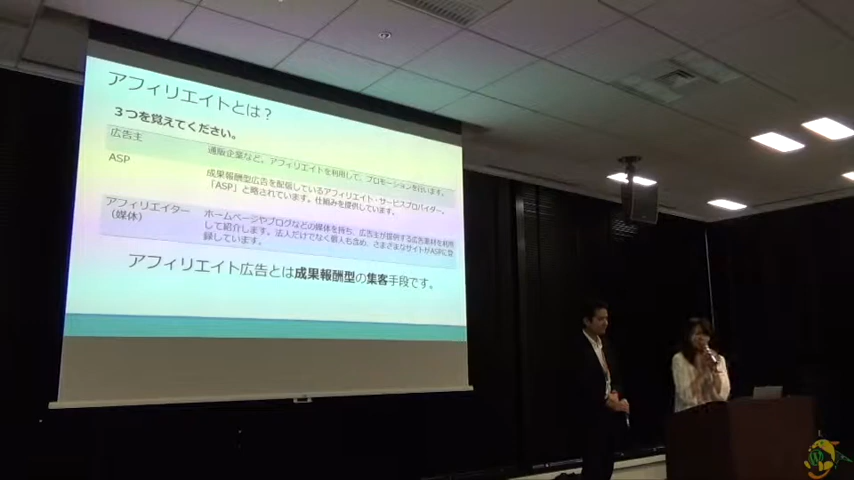 アフィリエイトとは？
3つを覚えてください。
広告主
通販企業など。アフィリエイトを利用して、プロモーションを行います。
ASP
成果報酬型広告を配信しているアフィリエイト・サービスプロバイダー。
「ASP」と略されています。仕組みを提供しています。
アフィリエイター
（媒体）
ホームページやブログなどの媒体を持ち、広告主が提供する広告素材を利用
して紹介します。法人だけでなく個人も含め、さまざまなサイトがASPに登
録しています。
アフィリエイト広告とは成果報酬型の集客手段です。